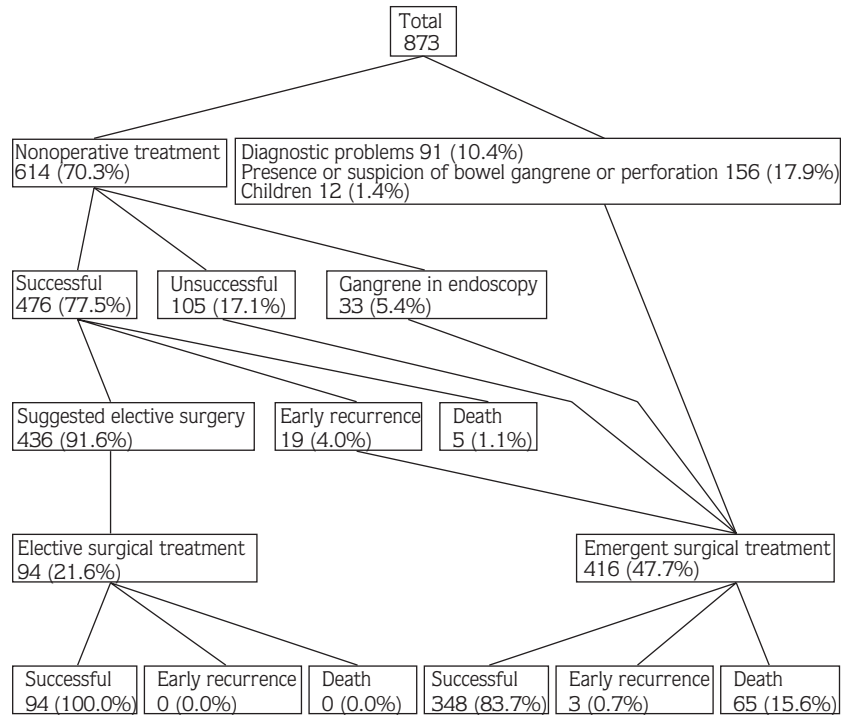 Total
873
Nonoperative treatment
614 (70.3%)
Diagnostic problems 91 (10.4%)
Presence or suspicion of bowel gangrene or perforation 156 (17.9%)
Children 12 (1.4%)
Successful
476 (77.5%)
Unsuccessful
105 (17.1%)
Gangrene in endoscopy
33 (5.4%)
Suggested elective surgery
436 (91.6%)
Early recurrence
19 (4.0%)
Death
5 (1.1%)
Elective surgical treatment
94 (21.6%)
Emergent surgical treatment
416 (47.7%)
Successful
94 (100.0%)
Early recurrence
0 (0.0%)
Death
0 (0.0%)
Successful
348 (83.7%)
Early recurrence
3 (0.7%)
Death
65 (15.6%)